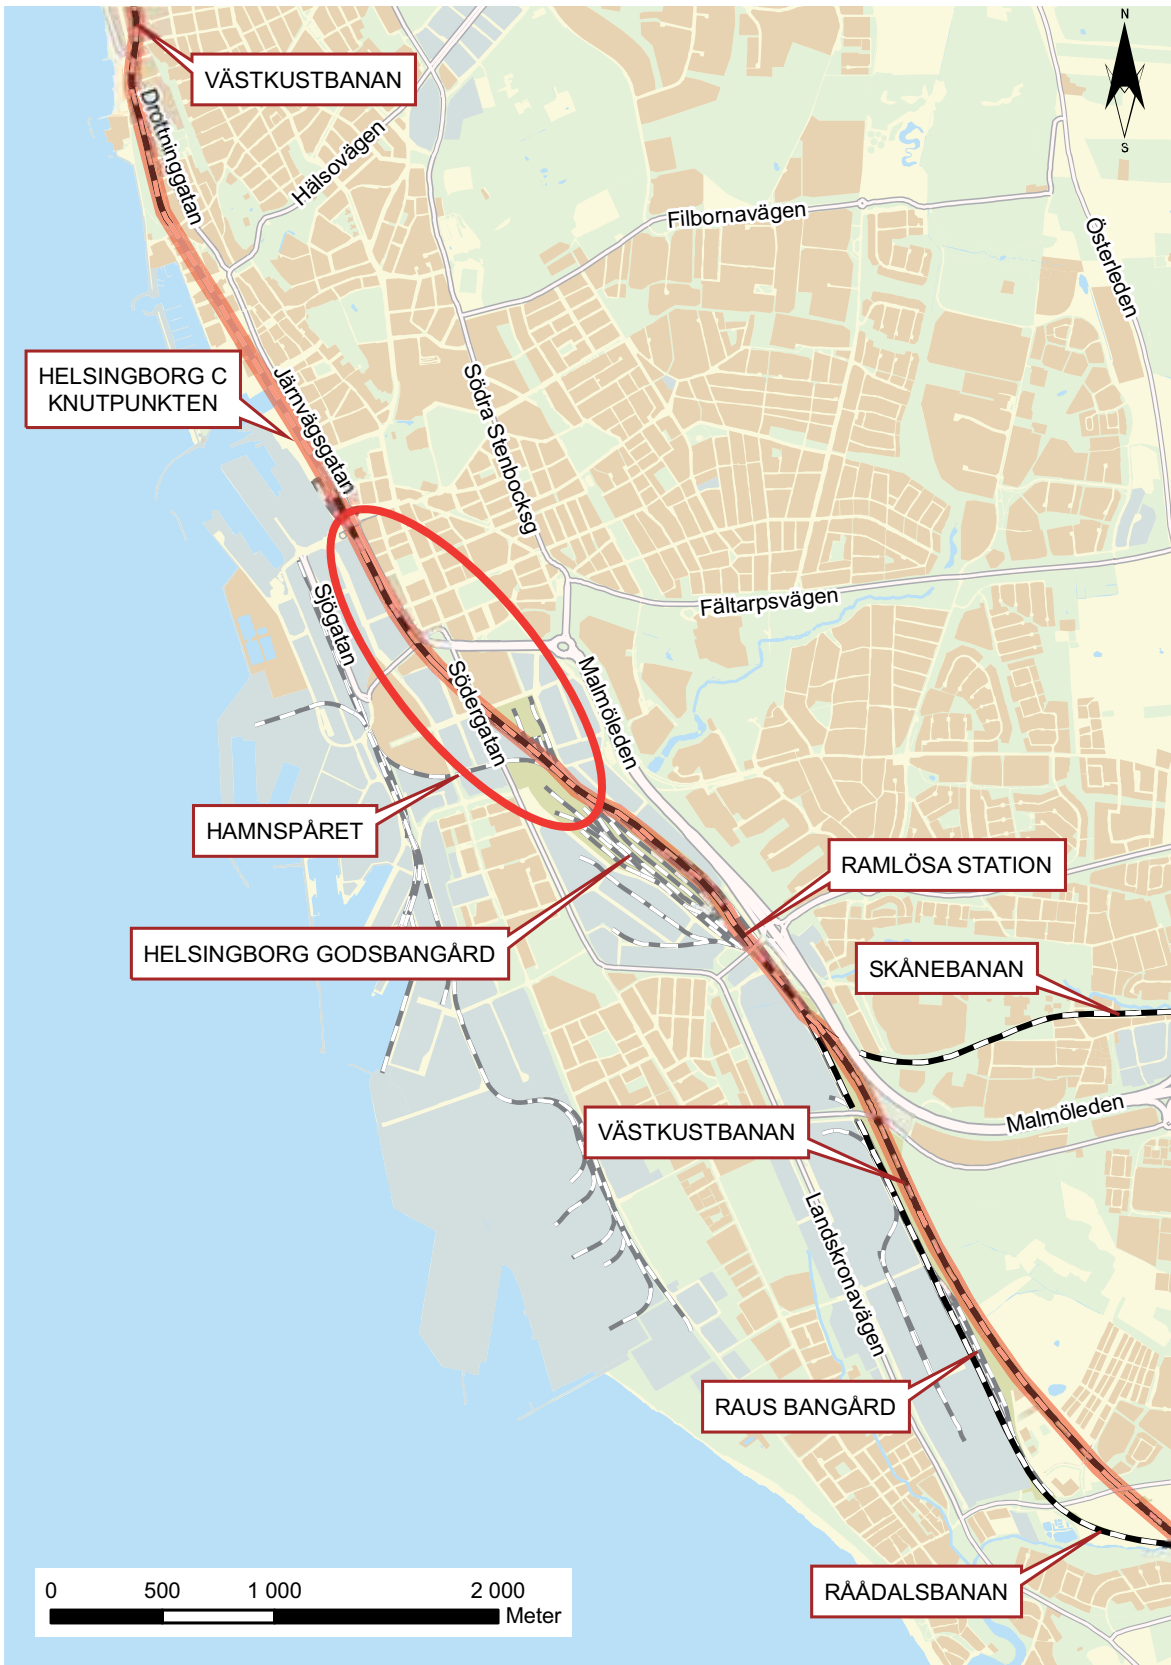 N
S
VÄSTKUSTBANAN
Drottninggatan
Hälsovägen
Filbornavägen
Österleden
HELSINGBORG C
KNUTPUNKTEN
Järnvägsgatan
Södra Stenbocksg
Sjögatan
Fältarpsvägen
Södergatan
Malmöleden
HAMNSPÅRET
RAMLÖSA STATION
HELSINGBORG GODSBANGÅRD
SKÅNEBANAN
VÄSTKUSTBANAN
Malmöleden
Landskronavägen
RAUS BANGÅRD
RÅÅDALSBANAN
0 500 1 000 2 000
Meter